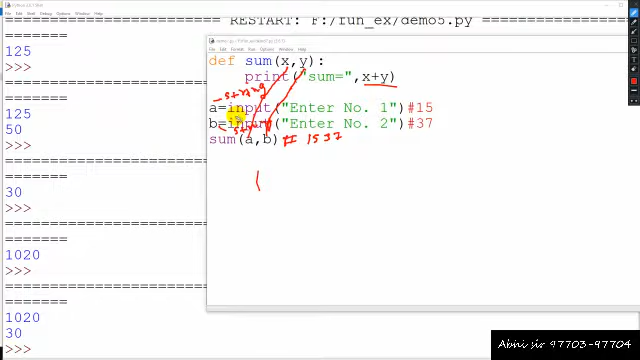 RESTART: F:/fun_ex/demo5.py
=======
125
>>>
=======
125
50
>>>
=======
30
>>>
=======
1020
>>>
=======
1020
30
>>>
def sum(x,y):
print("sum=",x+y)
string
a=input("Enter No. 1")#15
b=input("Enter No. 2")#37
sum(a,b) # 1537
Abhi sir 97703-97704